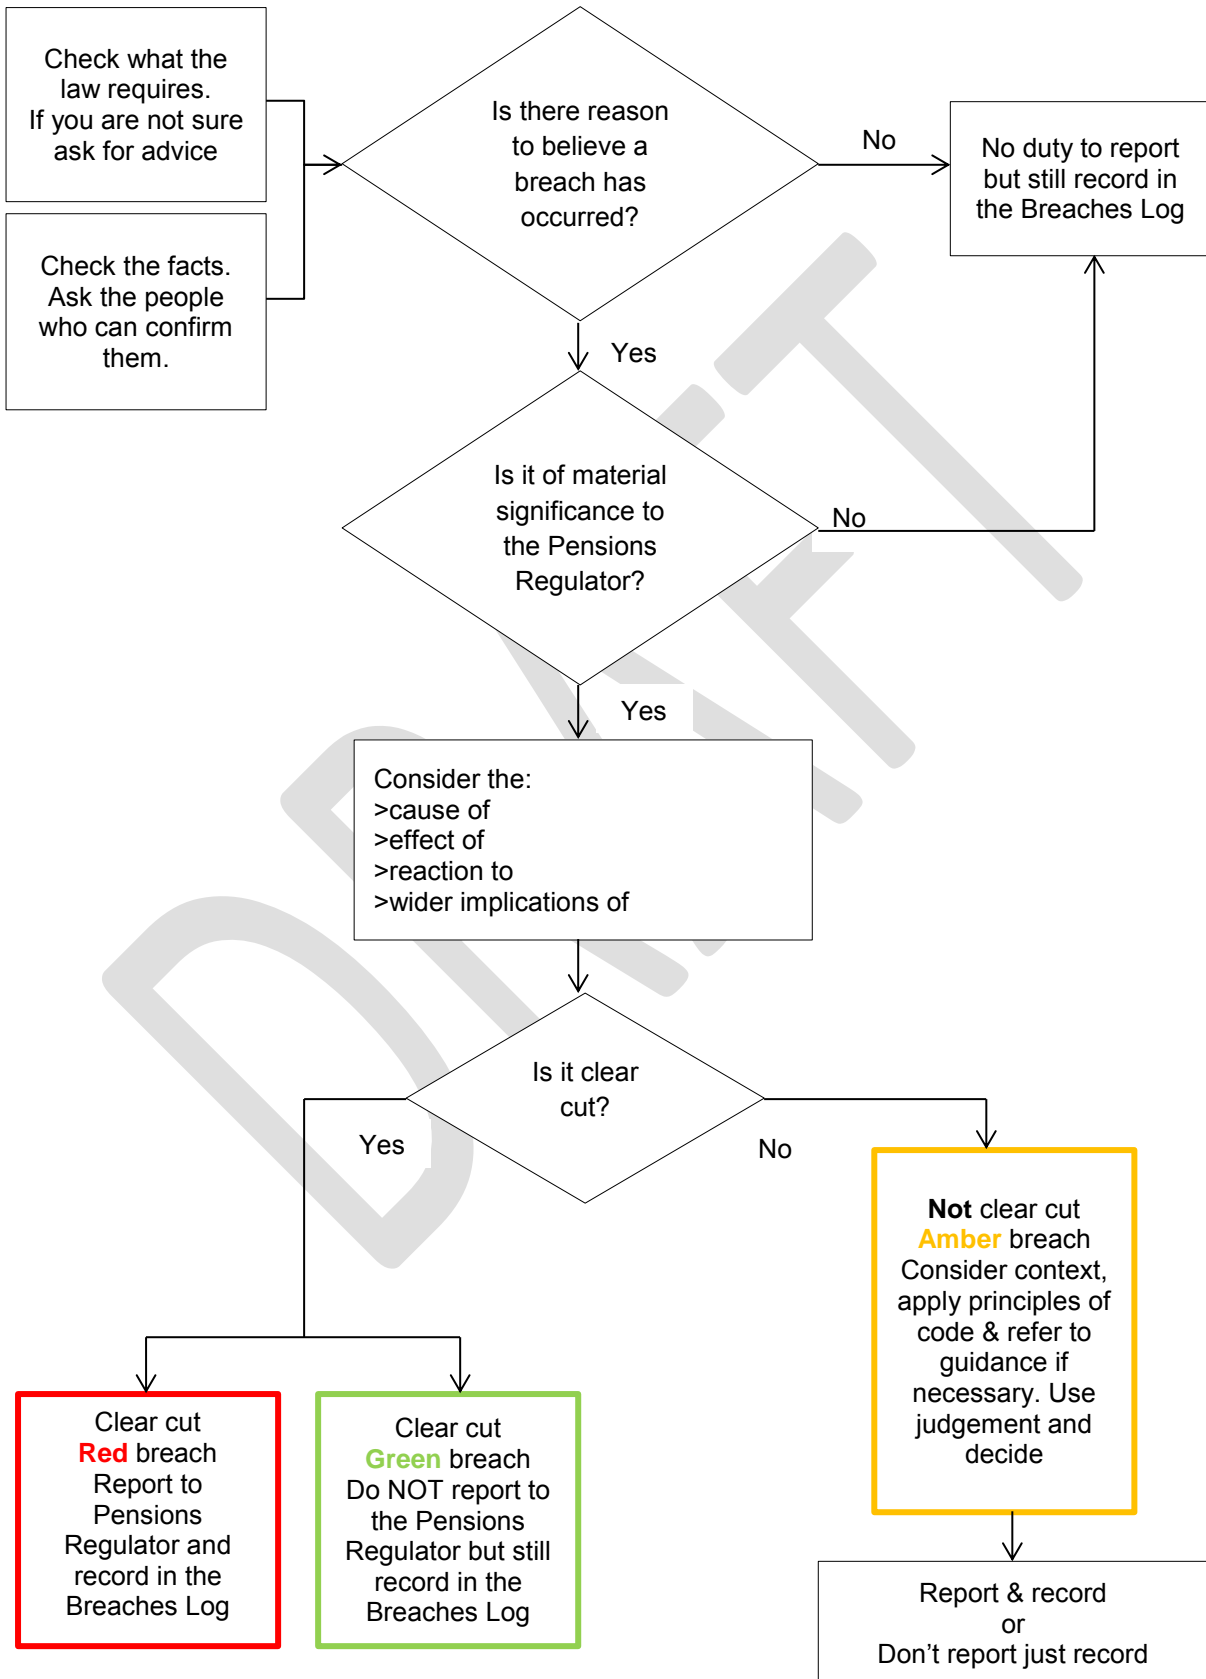 Check what the
law requires.
If you are not sure
ask for advice
Check the facts.
Ask the people
who can confirm
them.
Is there reason
to believe a
breach has
occurred?
No
No duty to report
but still record in
the Breaches Log
Yes
Is it of material
significance to
the Pensions
Regulator?
No
Yes
Consider the:
>cause of
>effect of
>reaction to
>wider implications of
Is it clear
cut?
Yes
No
Clear cut
Red breach
Report to
Pensions
Regulator and
record in the
Breaches Log
Clear cut
Green breach
Do NOT report to
the Pensions
Regulator but still
record in the
Breaches Log
Not clear cut
Amber breach
Consider context,
apply principles of
code & refer to
guidance if
necessary. Use
judgement and
decide
Report & record
or
Don’t report just record
DRAFT